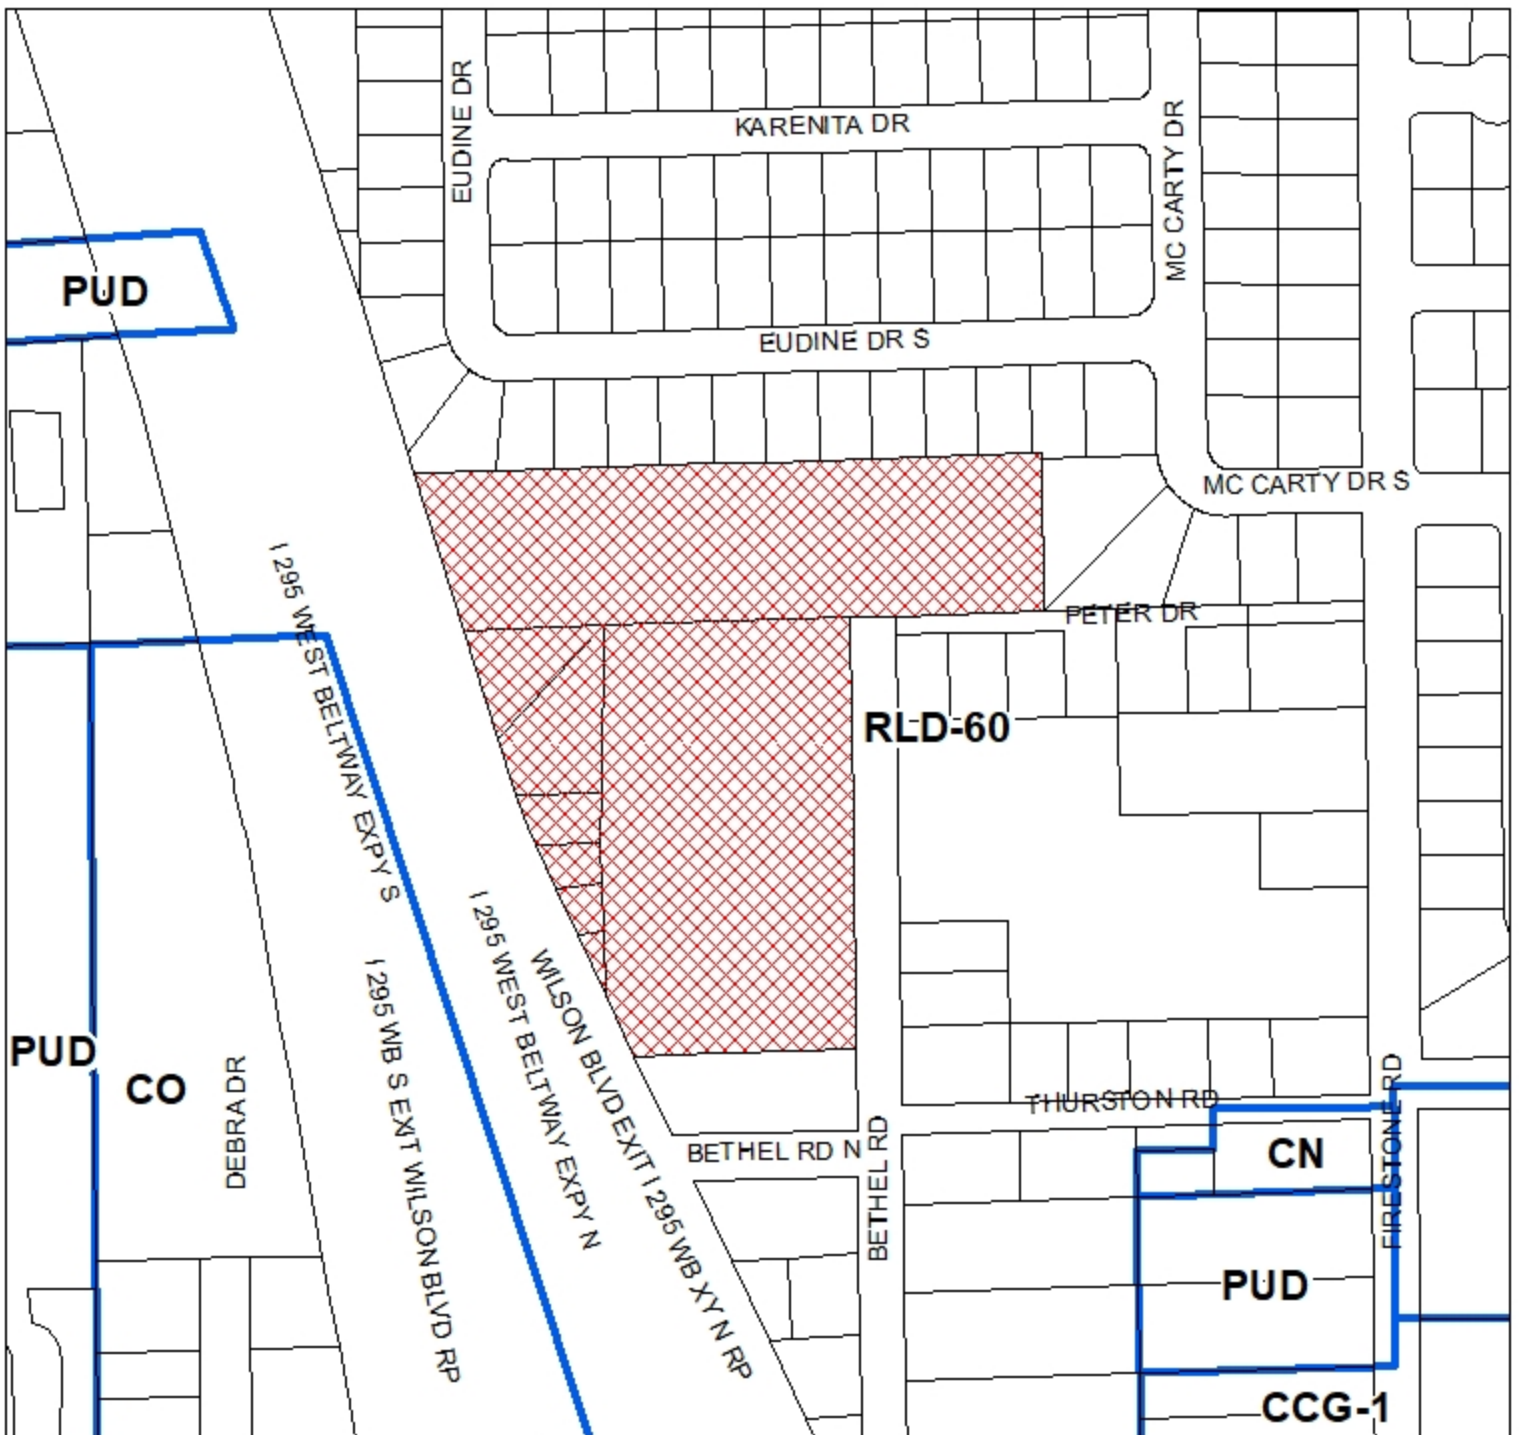 EUDINE DR
KARENITA DR
MC CARTY DR
PUD
EUDINE DR S
MC CARTY DR S
I 295 WEST BELTWAY EXPY S
PETER DR
RLD-60
I 295 WEST BELTWAY EXPY N
WILSON BLVD EXIT I 295 WB XY N RP
I 295 WB S EXIT WILSON BLVD RP
PUD
CO
DEBRA DR
THURSTON RD
BETHEL RD N
BETHEL RD
CN
FIRESTONE RD
PUD
CCG-1